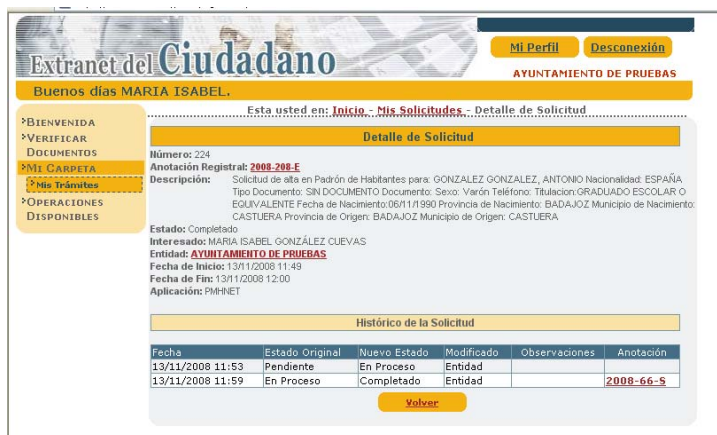 Extranet del Ciudadano
Mi Perfil Desconexión
AYUNTAMIENTO DE PRUEBAS
Buenos días MARIA ISABEL.
Esta usted en: Inicio - Mis Solicitudes - Detalle de Solicitud
BIENVENIDA
VERIFICAR
DOCUMENTOS
MI CARPETA
Mis Trámites
OPERACIONES
DISPONIBLES
Detalle de Solicitud
Número: 224
Anotación Registral: 2008-208-E
Descripción: Solicitud de alta en Padrón de Habitantes para: GONZALEZ GONZALEZ, ANTONIO Nacionalidad: ESPAÑA
Tipo Documento: SIN DOCUMENTO Documento: Sexo: Varón Teléfono: Titulacion:GRADUADO ESCOLAR O
EQUIVALENTE Fecha de Nacimiento:06/11/1990 Provincia de Nacimiento: BADAJOZ Municipio de Nacimiento:
CASTUERA Provincia de Origen: BADAJOZ Municipio de Origen: CASTUERA
Estado: Completado
Interesado: MARIA ISABEL GONZÁLEZ CUEVAS
Entidad: AYUNTAMIENTO DE PRUEBAS
Fecha de Inicio: 13/11/2008 11:49
Fecha de Fin: 13/11/2008 12:00
Aplicación: PMHNET
Histórico de la Solicitud
Fecha Estado Original Nuevo Estado Modificado Observaciones Anotación
13/11/2008 11:53 Pendiente En Proceso Entidad
13/11/2008 11:59 En Proceso Completado Entidad 2008-66-S
Volver